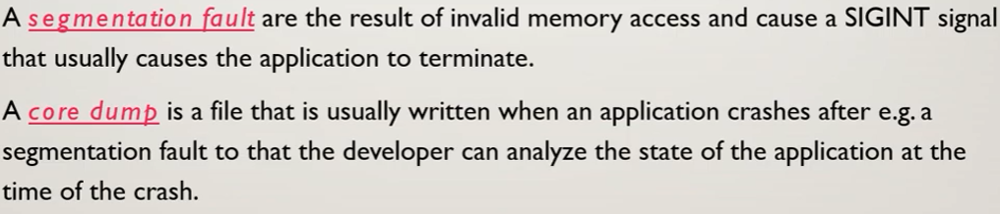 A segmentation fault are the result of invalid memory access and cause a SIGINT signal
that usually causes the application to terminate.
A core dump is a file that is usually written when an application crashes after e.g. a
segmentation fault to that the developer can analyze the state of the application at the
time of the crash.